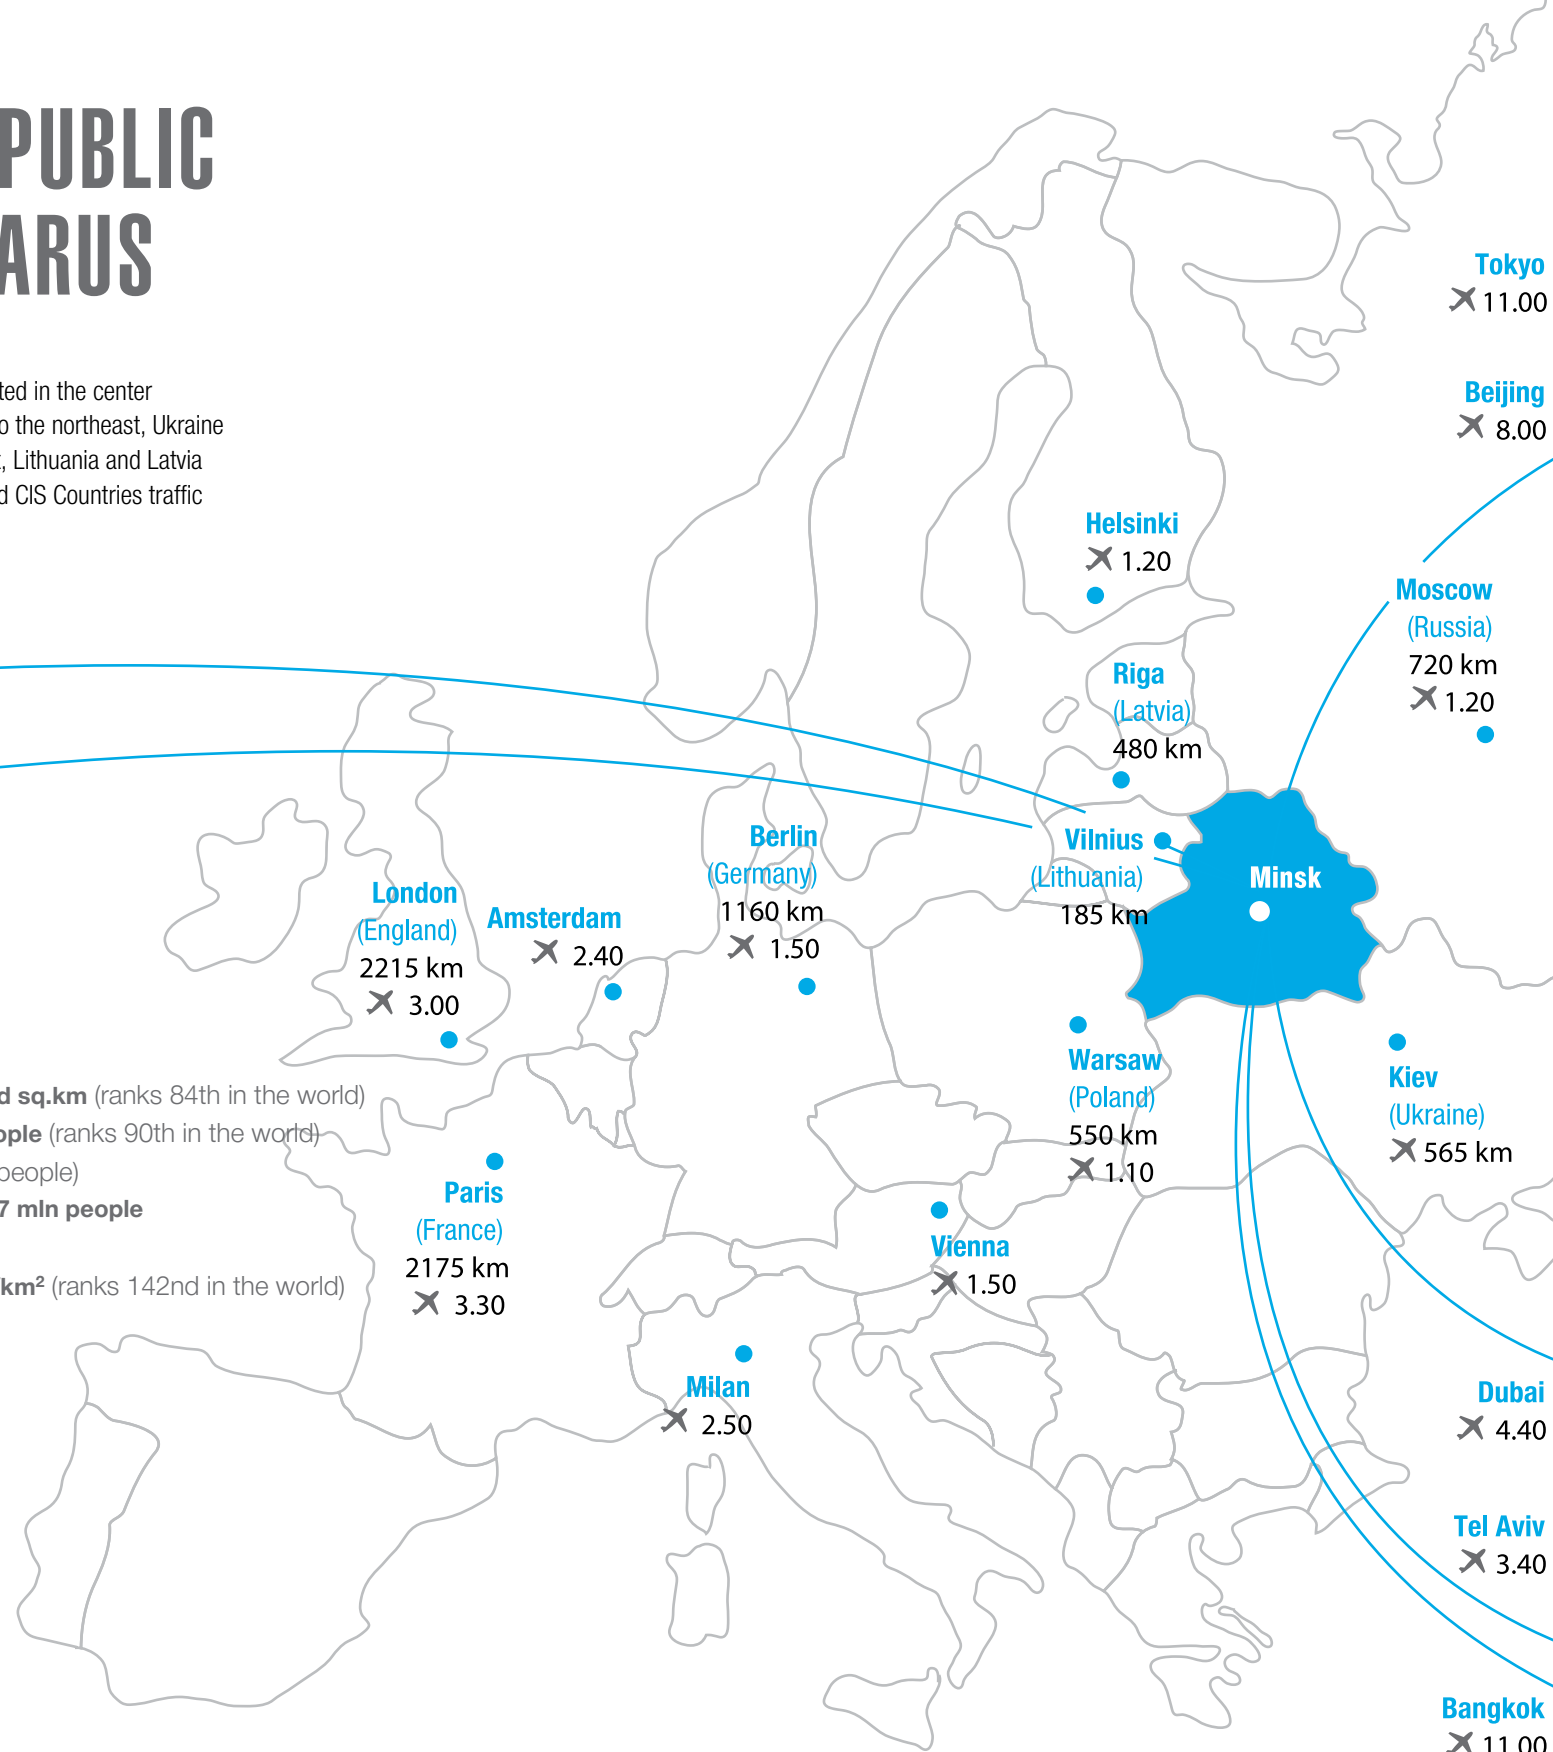 PUBLIC
ARUS
ted in the center
o the northeast, Ukraine
, Lithuania and Latvia
d CIS Countries traffic
Tokyo
11.00
Beijing
8.00
Helsinki
1.20
Moscow
(Russia)
720 km
1.20
Riga
(Latvia)
480 km
Vilnius
(Lithuania)
185 km
Minsk
Berlin
(Germany)
1160 km
1.50
London
(England)
2215 km
3.00
Amsterdam
2.40
Warsaw
(Poland)
550 km
1.10
Kiev
(Ukraine)
565 km
d sq.km (ranks 84th in the world)
ople (ranks 90th in the world)
people)
7 mln people
/km² (ranks 142nd in the world)
Paris
(France)
2175 km
3.30
Vienna
1.50
Milan
2.50
Dubai
4.40
Tel Aviv
3.40
Bangkok
11.00